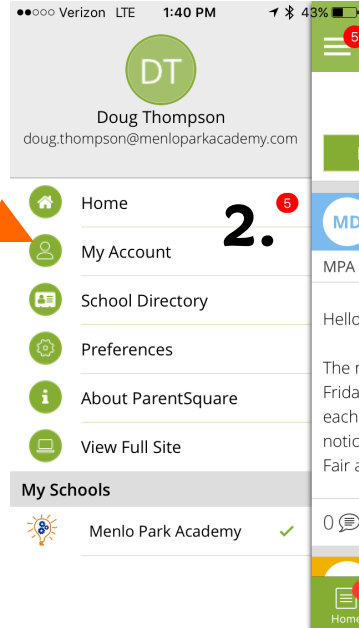 Verizon LTE 1:40 PM 43%
DT
Doug Thompson
doug.thompson@menloparkacademy.com
Home 5
2.
My Account
School Directory
Preferences
i About ParentSquare
View Full Site
My Schools
Menlo Park Academy
5
MD
MPA
Hello
The
Frida
each
notic
Fair a
0
Home